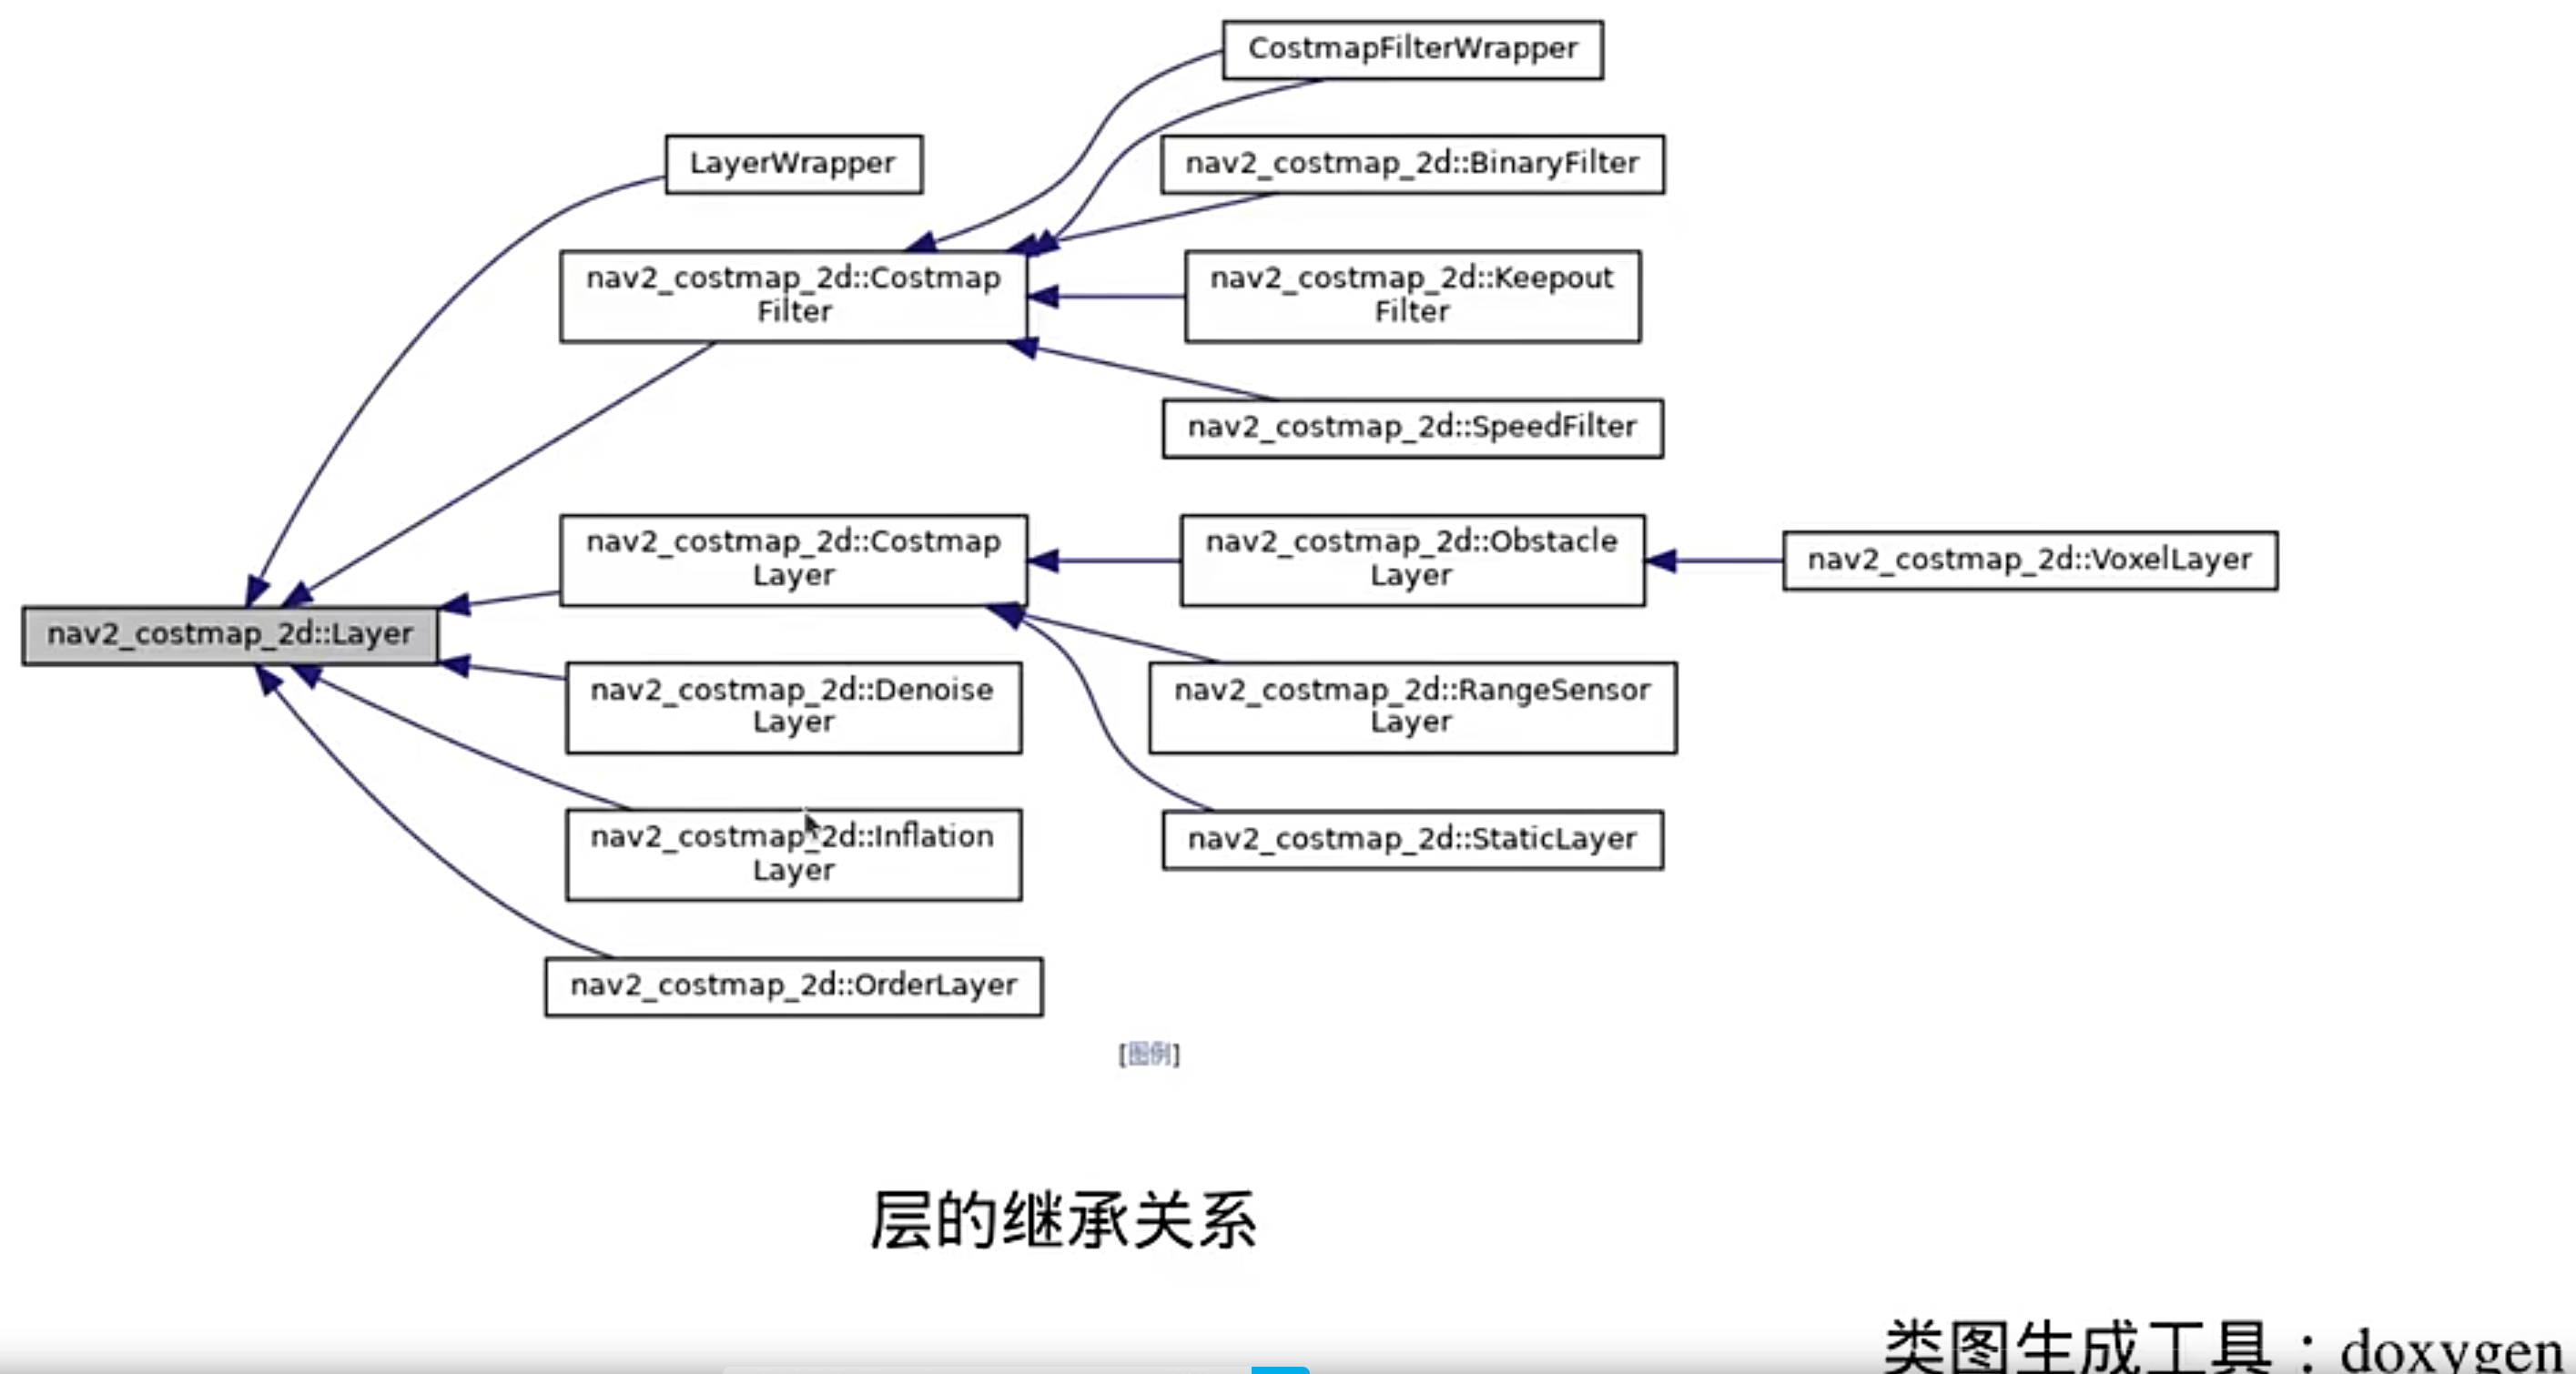 CostmapFilterWrapper
LayerWrapper
nav2_costmap_2d::BinaryFilter
nav2_costmap_2d::Costmap
Filter
nav2_costmap_2d::Keepout
Filter
nav2_costmap_2d::SpeedFilter
nav2_costmap_2d::Costmap
Layer
nav2_costmap_2d::Obstacle
Layer
nav2_costmap_2d::VoxelLayer
nav2_costmap_2d::Layer
nav2_costmap_2d::Denoise
Layer
nav2_costmap_2d::RangeSensor
Layer
nav2_costmap_2d::Inflation
Layer
nav2_costmap_2d::StaticLayer
nav2_costmap_2d::OrderLayer
[图例]
层的继承关系
类图生成工具：doxygen